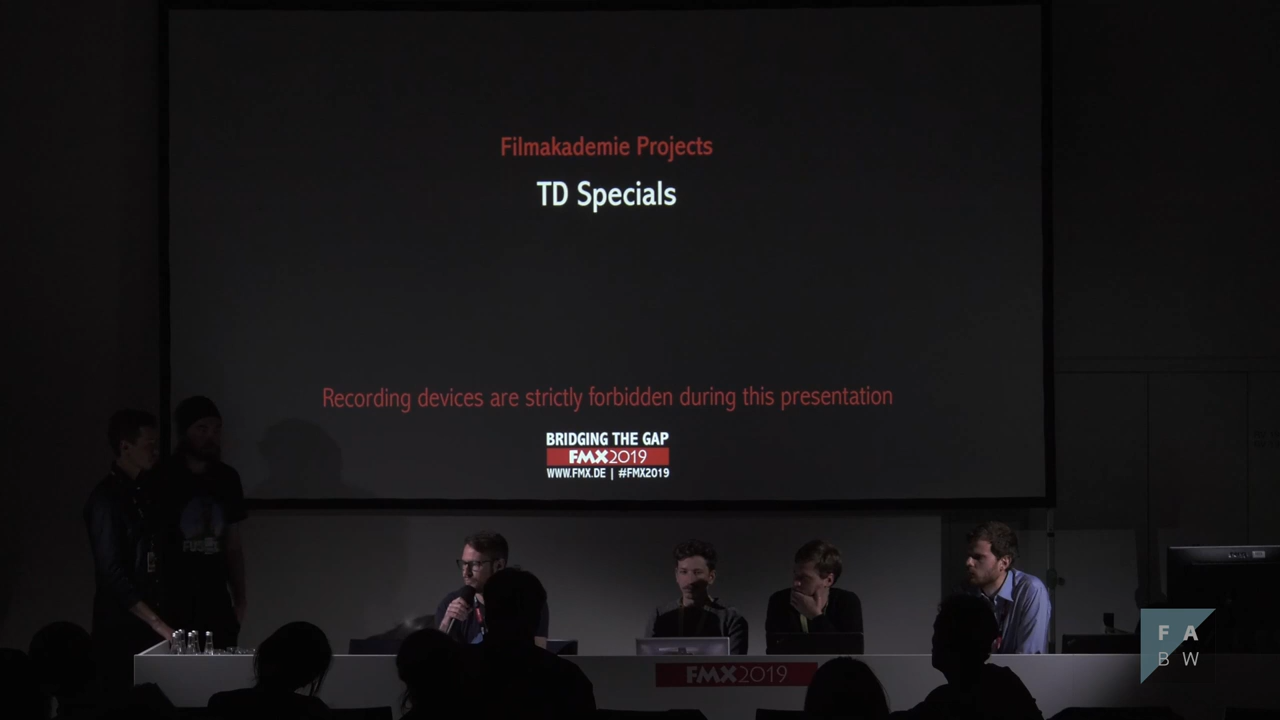 Filmakademie Projects
TD Specials
Recording devices are strictly forbidden during this presentation
BRIDGING THE GAP
FMX2019
WWW.FMX.DE | #FMX2019
FMX2019
F A
B W